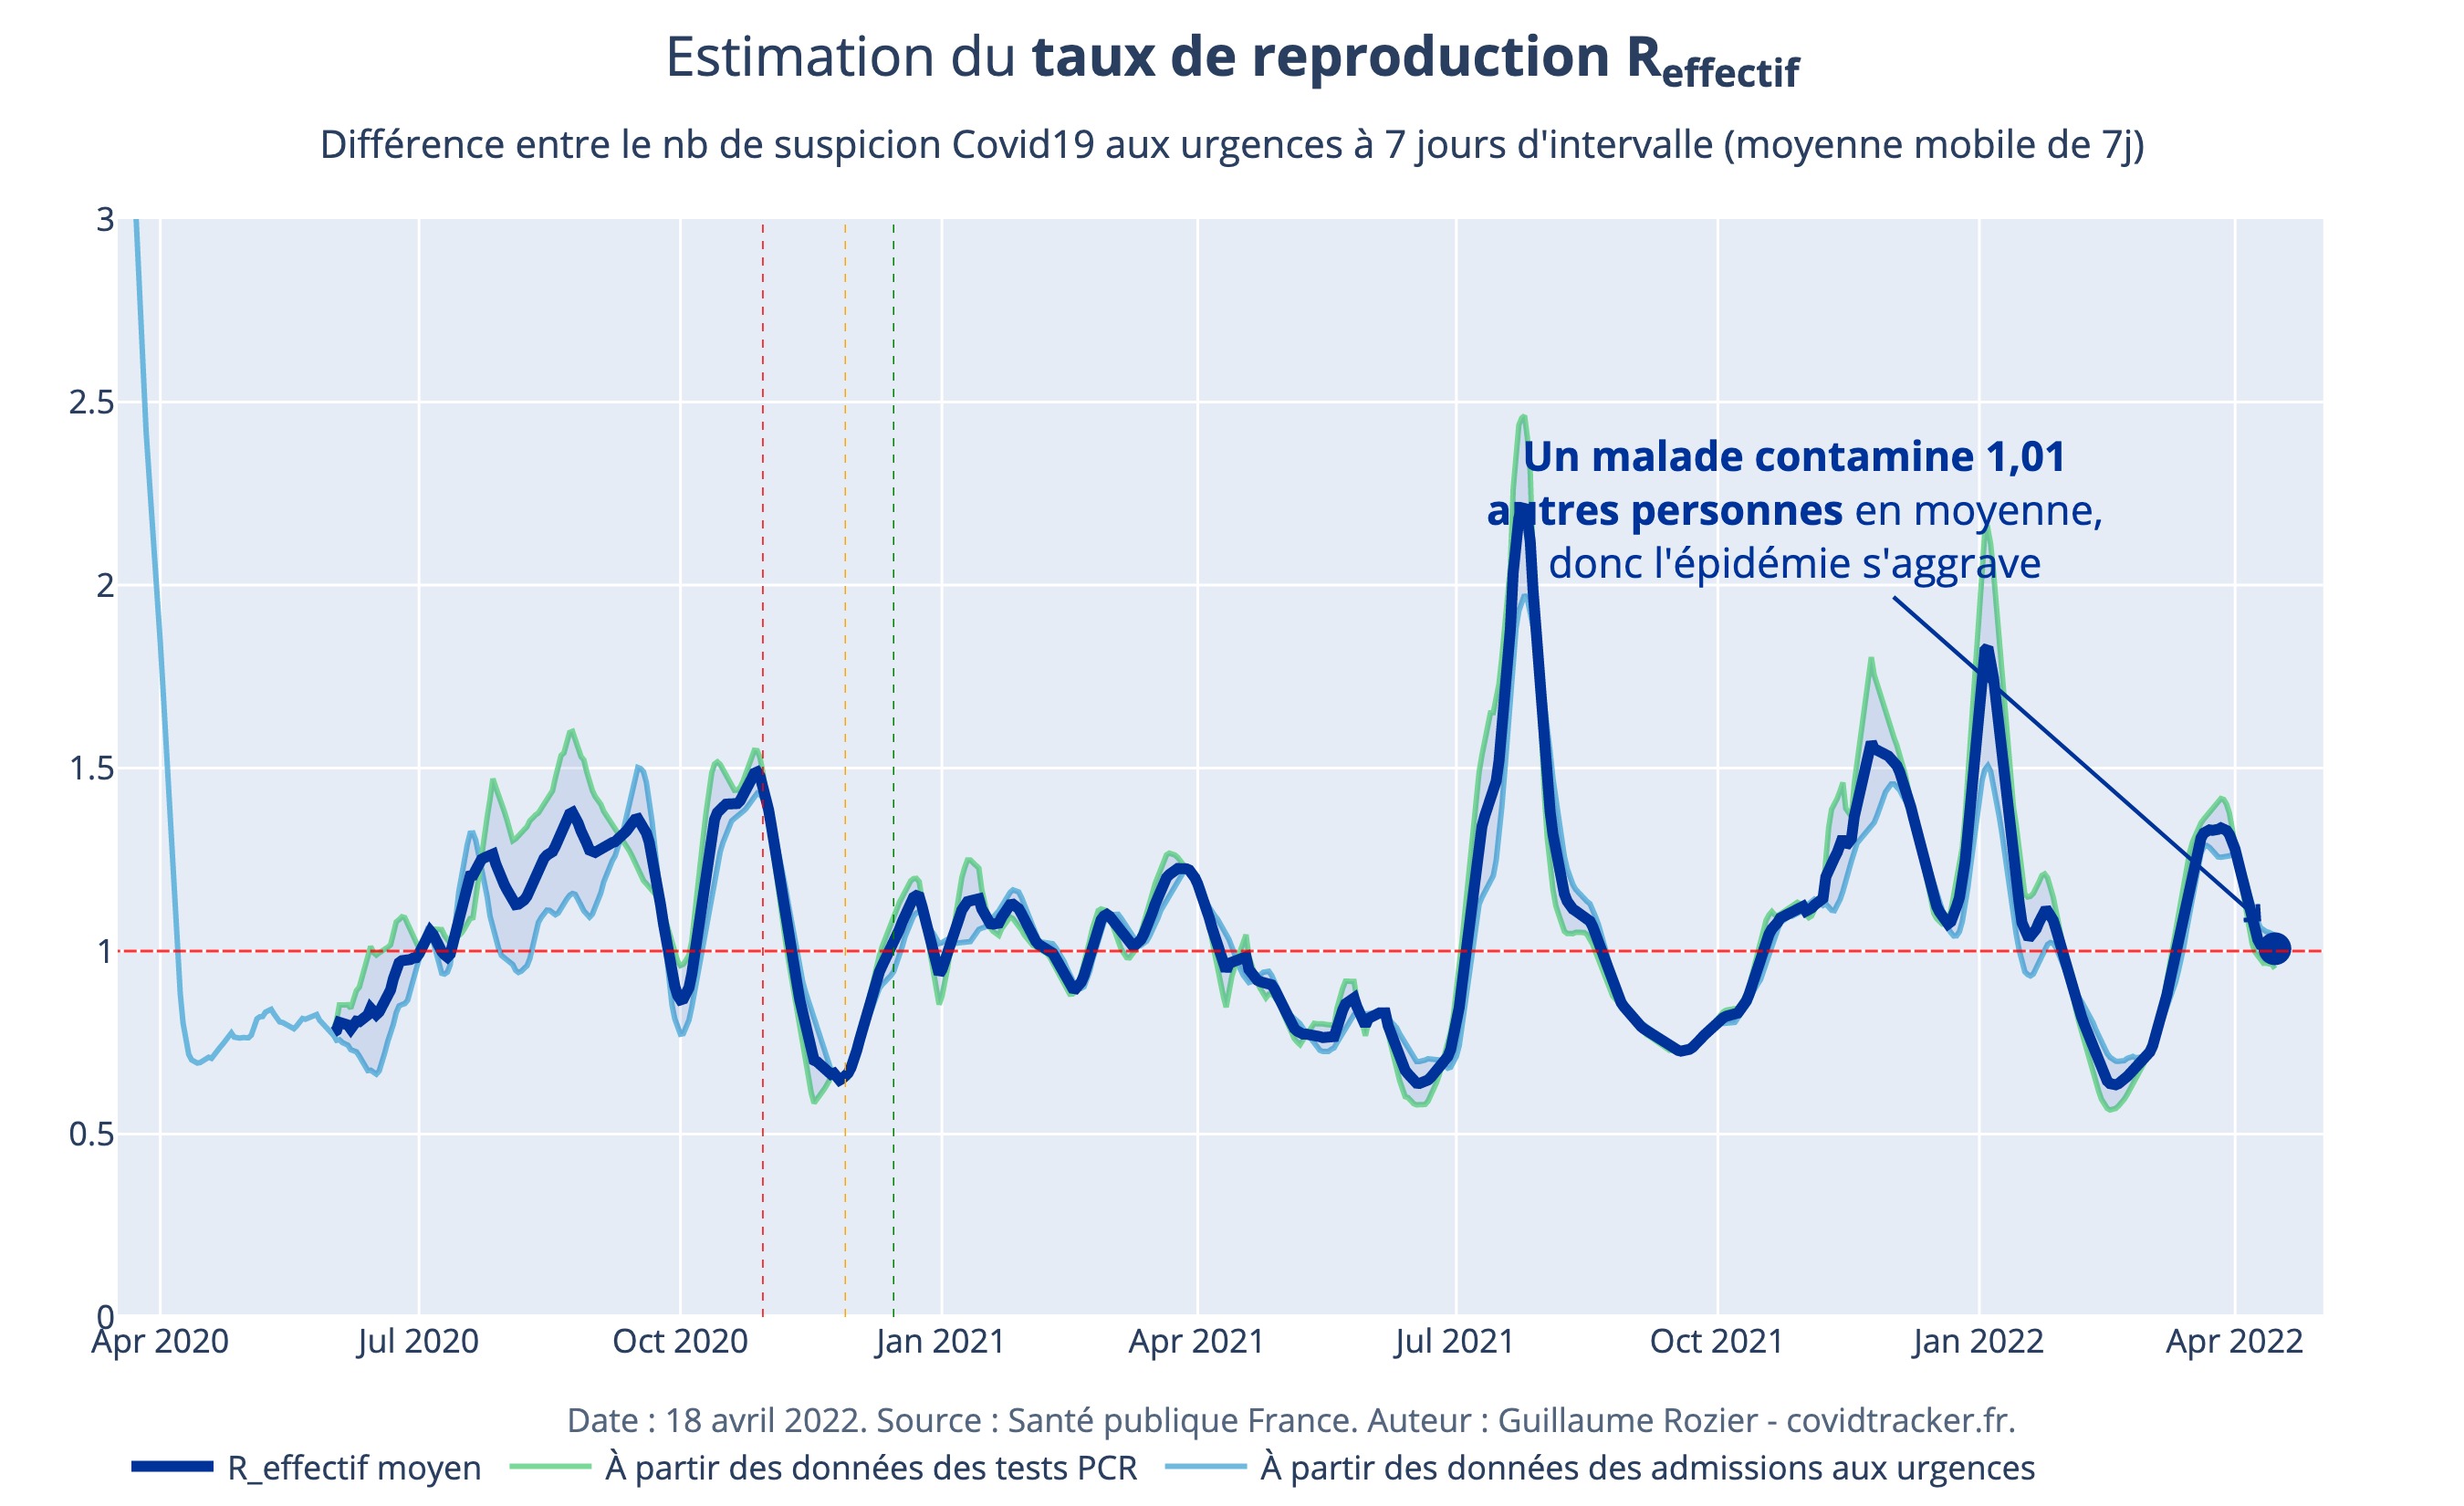 Estimation du taux de reproduction Reffectif
Différence entre le nb de suspicion Covid19 aux urgences à 7 jours d'intervalle (moyenne mobile de 7j)
3
2.5
2
1.5
1
0.5
0
Un malade contamine 1,01
autres personnes en moyenne,
donc l'épidémie s'aggrave
Apr 2020 Jul 2020 Oct 2020 Jan 2021 Apr 2021 Jul 2021 Oct 2021 Jan 2022 Apr 2022
Date : 18 avril 2022. Source : Santé publique France. Auteur : Guillaume Rozier - covidtracker.fr.
R_effectif moyen À partir des données des tests PCR À partir des données des admissions aux urgences